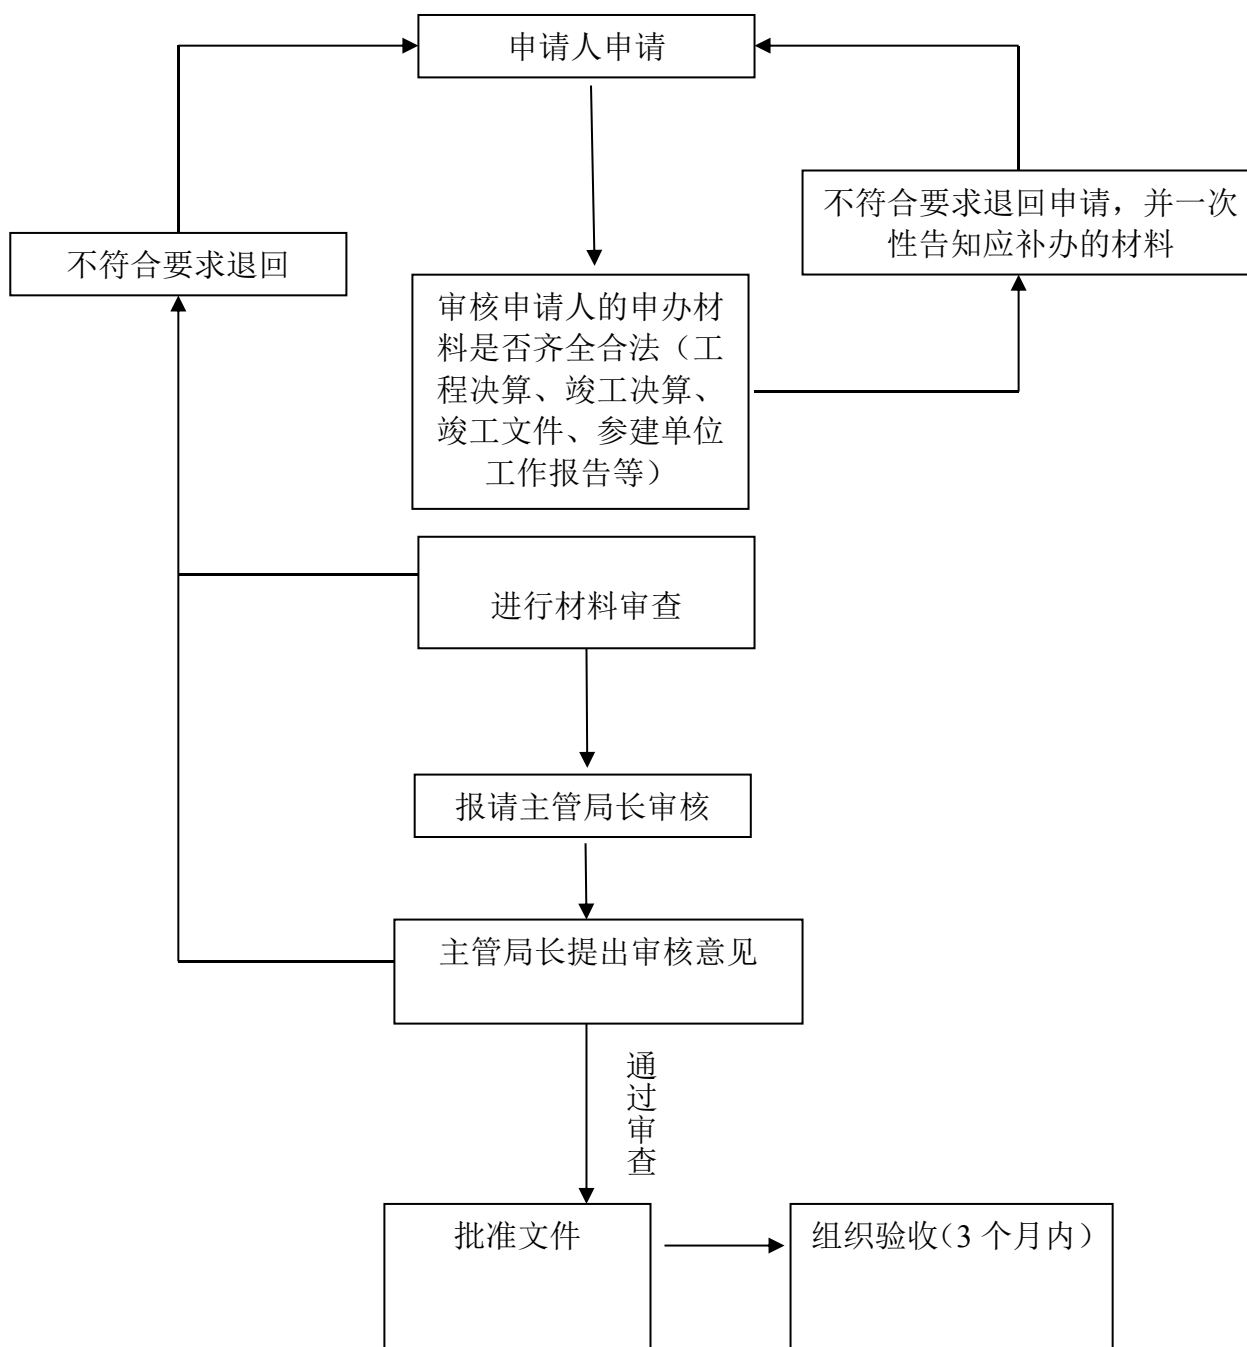 申请人申请
不符合要求退回申请，并一次
性告知应补办的材料
不符合要求退回
审核申请人的申办材
料是否齐全合法（工
程决算、竣工决算、
竣工文件、参建单位
工作报告等）
进行材料审查
报请主管局长审核
主管局长提出审核意见
通过审查
批准文件
组织验收（3 个月内）